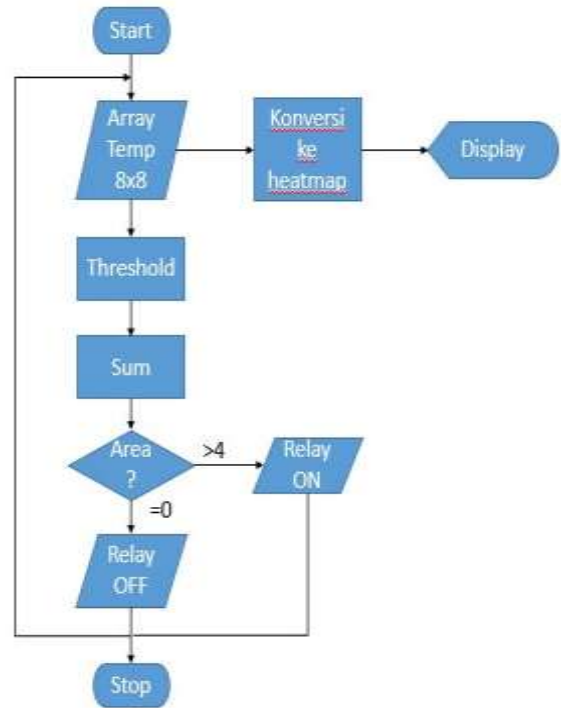 Start
Array
Temp
8x8
Konversi
ke
heatmap
Display
Threshold
Sum
Area
?
>4
Relay
ON
=0
Relay
OFF
Stop